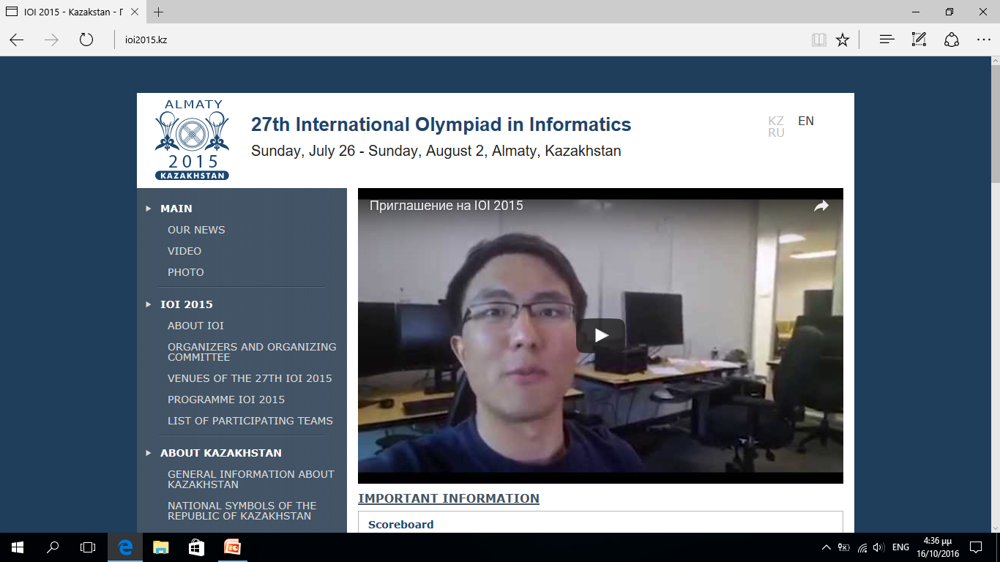 IOI 2015 - Kazakstan - Г
ioi2015.kz
ALMATY
2015
KAZAKHSTAN
27th International Olympiad in Informatics
Sunday, July 26 - Sunday, August 2, Almaty, Kazakhstan
KZ EN
RU
MAIN
OUR NEWS
VIDEO
PHOTO
IOI 2015
ABOUT IOI
ORGANIZERS AND ORGANIZING
COMMITTEE
VENUES OF THE 27TH IOI 2015
PROGRAMME IOI 2015
LIST OF PARTICIPATING TEAMS
ABOUT KAZAKHSTAN
GENERAL INFORMATION ABOUT
KAZAKHSTAN
NATIONAL SYMBOLS OF THE
REPUBLIC OF KAZAKHSTAN
Приглашение на IOI 2015
IMPORTANT INFORMATION
Scoreboard
ENG
4:36 μμ
16/10/2016